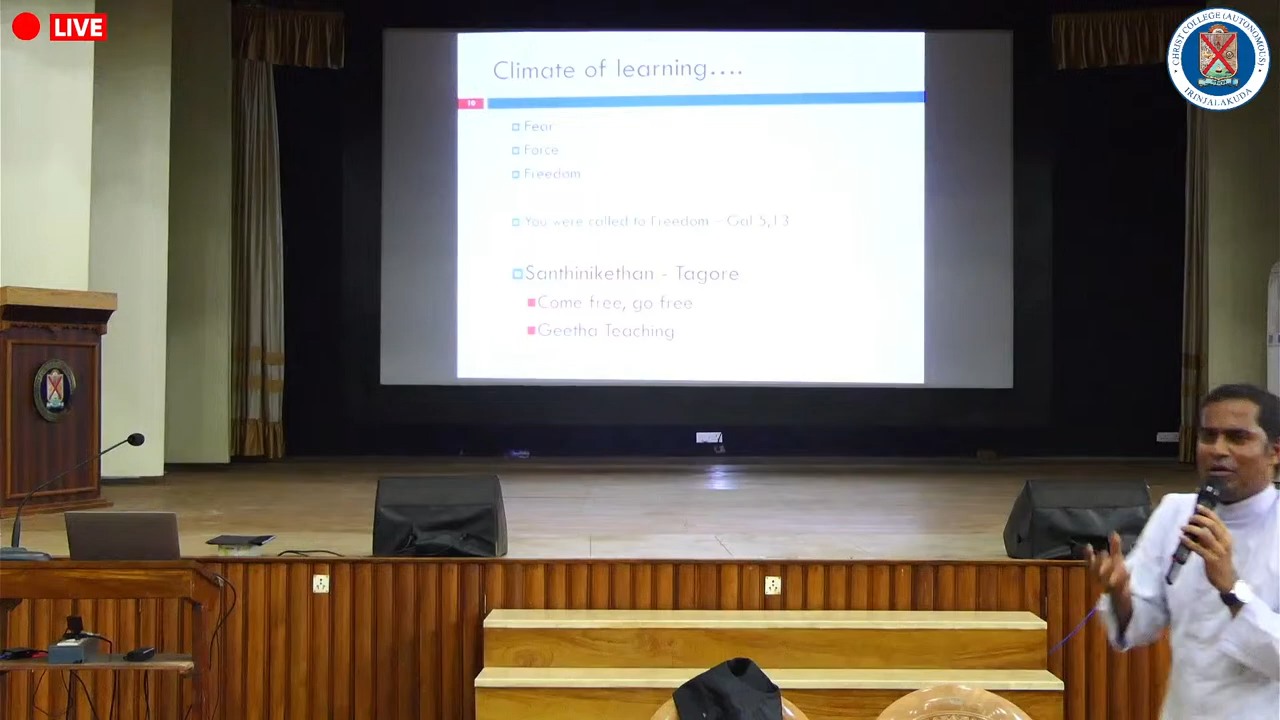 LIVE
CHRIST COLLEGE (AUTONOMOUS)
IRINJALAKUDA
Climate of learning....
10
Fear
Force
Freedom
You were called to Freedom - Gal 5,13
Santhinikethan - Tagore
Come free, go free
Geetha Teaching